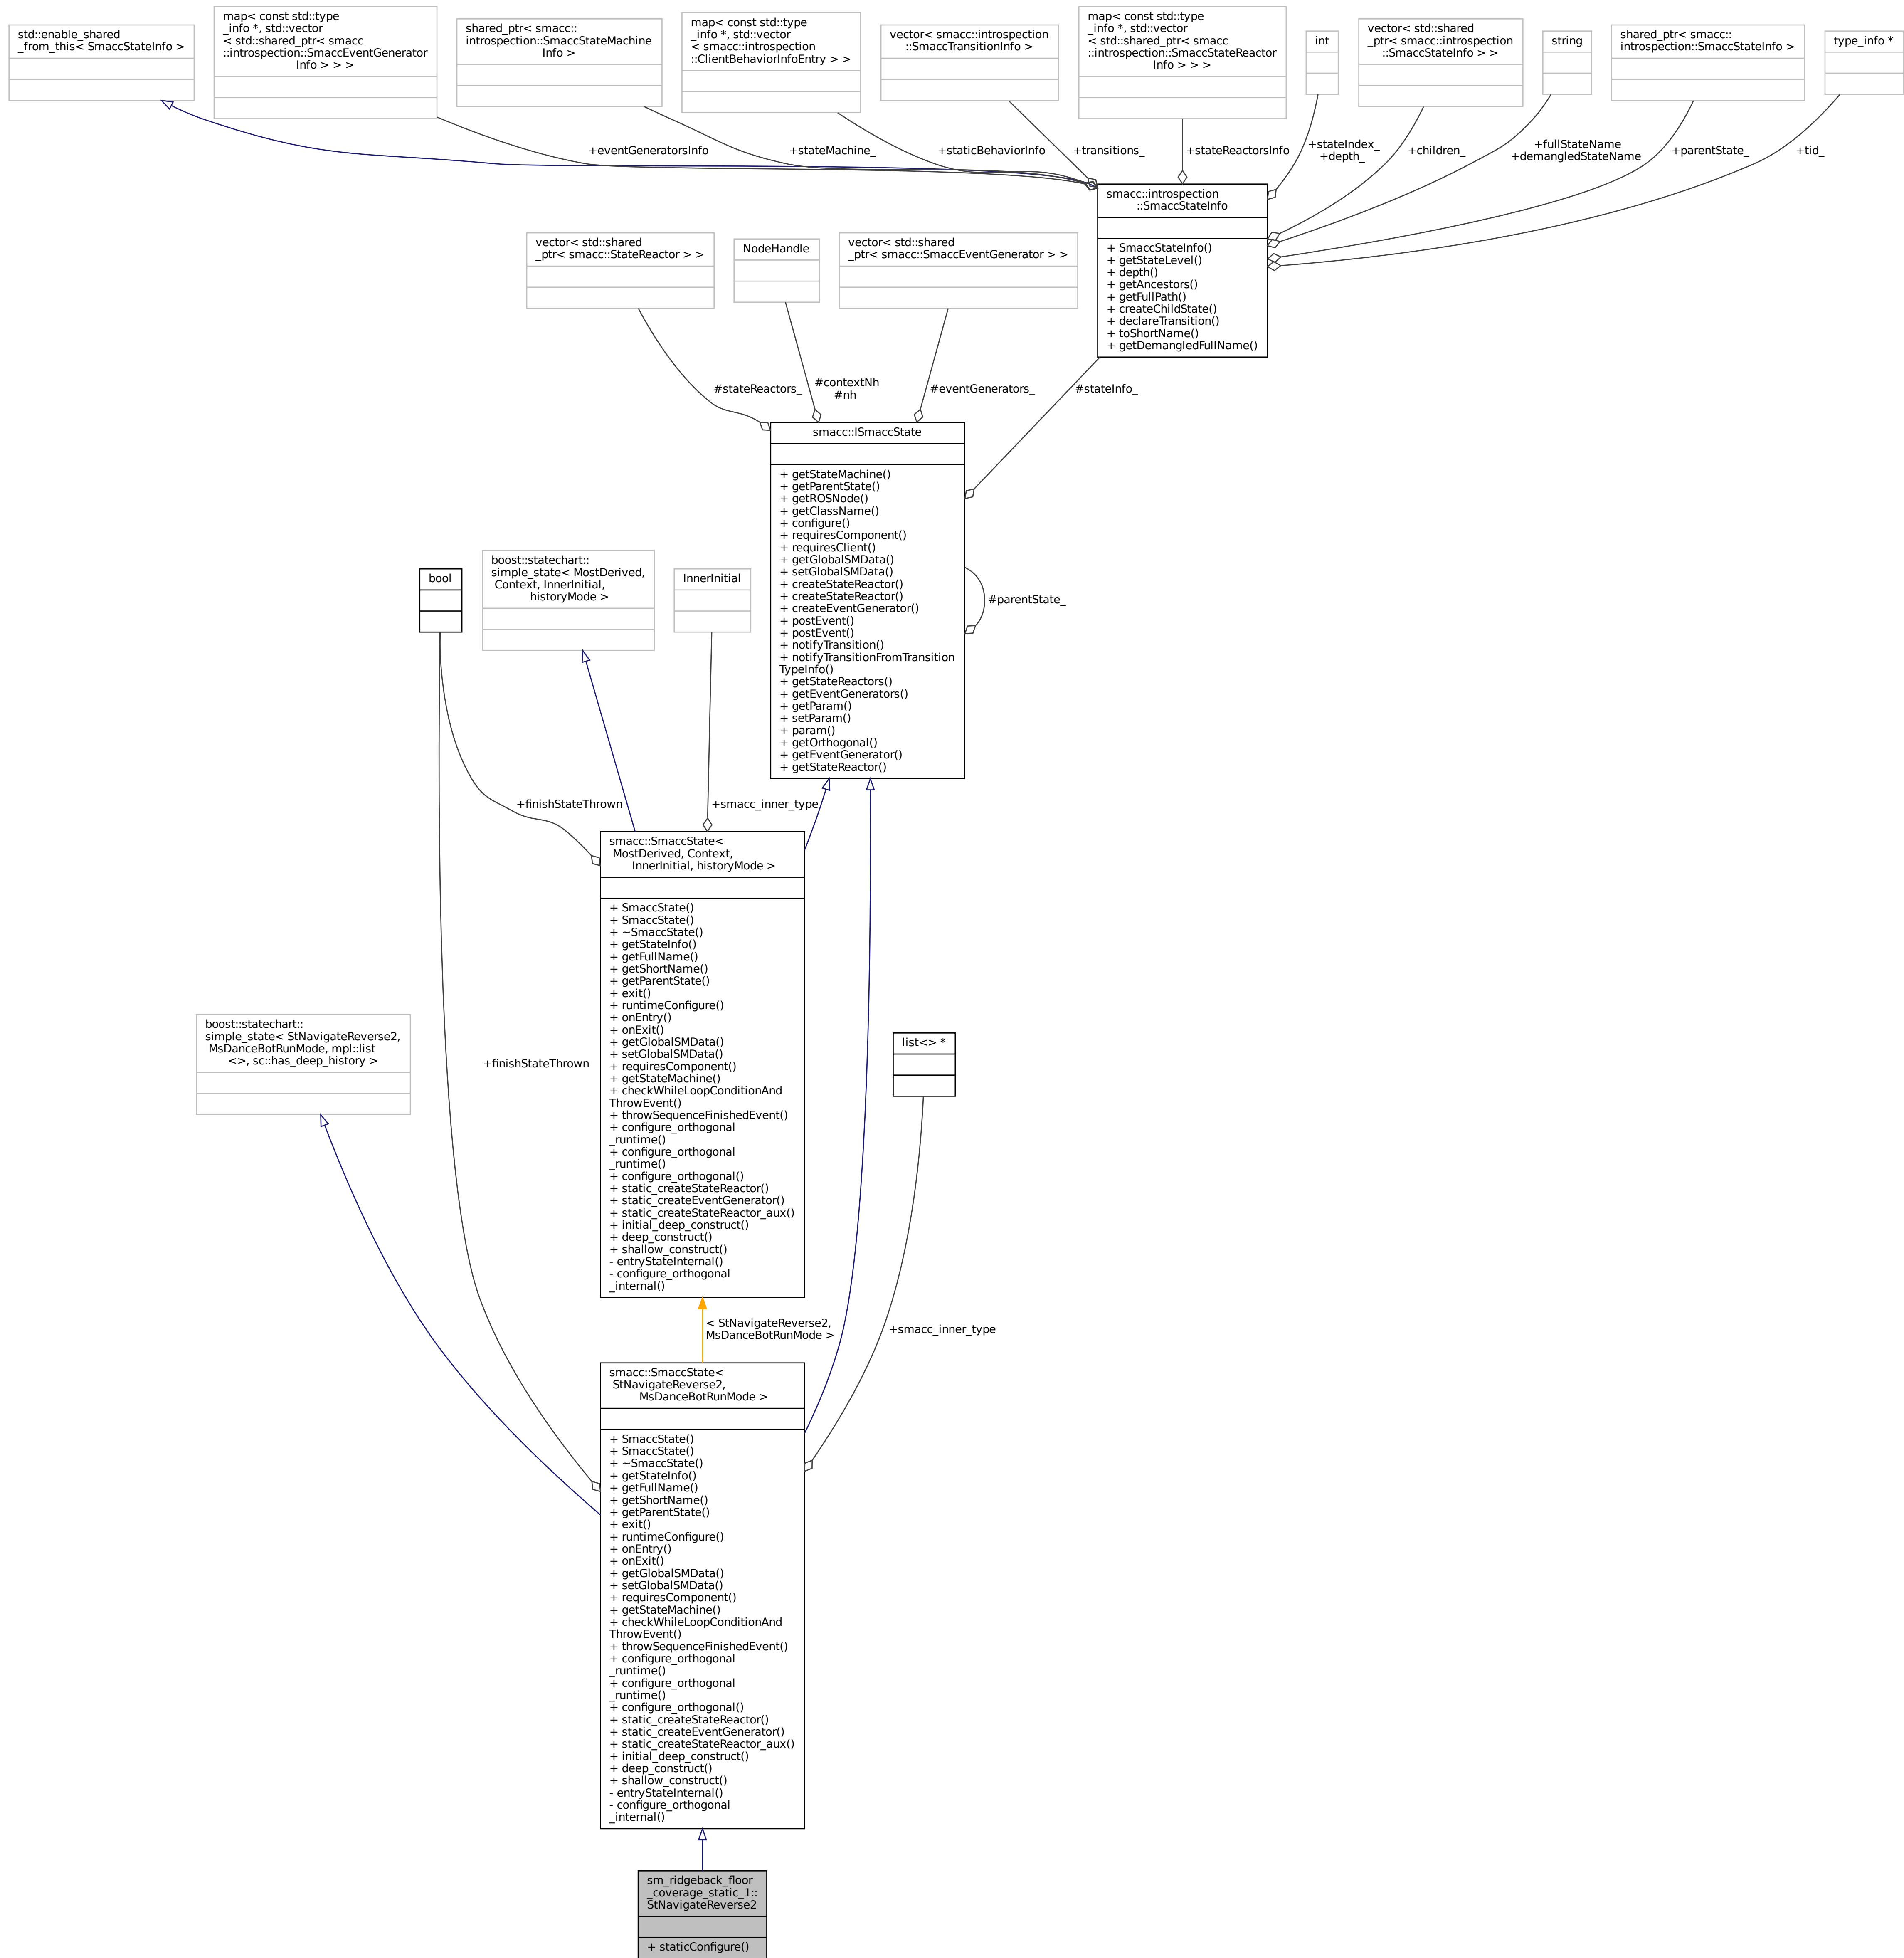 std::enable_shared
_from_this< SmaccStateInfo >
map< const std::type
_info *, std::vector
< std::shared_ptr< smacc
::introspection::SmaccEventGenerator
Info > > >
shared_ptr< smacc::
introspection::SmaccStateMachine
Info >
map< const std::type
_info *, std::vector
< smacc::introspection
::ClientBehaviorInfoEntry > >
vector< smacc::introspection
::SmaccTransitionInfo >
map< const std::type
_info *, std::vector
< std::shared_ptr< smacc
::introspection::SmaccStateReactor
Info > > >
int
vector< std::shared
_ptr< smacc::introspection
::SmaccStateInfo > >
string
shared_ptr< smacc::
introspection::SmaccStateInfo >
type_info *
+eventGeneratorsInfo
+stateMachine_
+staticBehaviorInfo
+transitions_
+stateReactorsInfo
+stateIndex_
+depth_
+children_
+fullStateName
+demangledStateName
+parentState_
+tid_
smacc::introspection
::SmaccStateInfo
+ SmaccStateInfo()
+ getStateLevel()
+ depth()
+ getAncestors()
+ getFullPath()
+ createChildState()
+ declareTransition()
+ toShortName()
+ getDemangledFullName()
vector< std::shared
_ptr< smacc::StateReactor > >
NodeHandle
vector< std::shared
_ptr< smacc::SmaccEventGenerator > >
#stateReactors_
#contextNh
#nh
#eventGenerators_
#stateInfo_
smacc::ISmaccState
+ getStateMachine()
+ getParentState()
+ getROSNode()
+ getClassName()
+ configure()
+ requiresComponent()
+ requiresClient()
+ getGlobalSMData()
+ setGlobalSMData()
+ createStateReactor()
+ createStateReactor()
+ createEventGenerator()
+ postEvent()
+ postEvent()
+ notifyTransition()
+ notifyTransitionFromTransition
TypeInfo()
+ getStateReactors()
+ getEventGenerators()
+ getParam()
+ setParam()
+ param()
+ getOrthogonal()
+ getEventGenerator()
+ getStateReactor()
#parentState_
bool
boost::statechart::
simple_state< MostDerived,
Context, InnerInitial,
historyMode >
InnerInitial
+finishStateThrown
+smacc_inner_type
smacc::SmaccState<
MostDerived, Context,
InnerInitial, historyMode >
+ SmaccState()
+ SmaccState()
+ ~SmaccState()
+ getStateInfo()
+ getFullName()
+ getShortName()
+ getParentState()
+ exit()
+ runtimeConfigure()
+ onEntry()
+ onExit()
+ getGlobalSMData()
+ setGlobalSMData()
+ requiresComponent()
+ getStateMachine()
+ checkWhileLoopConditionAnd
ThrowEvent()
+ throwSequenceFinishedEvent()
+ configure_orthogonal
_runtime()
+ configure_orthogonal
_runtime()
+ configure_orthogonal()
+ static_createStateReactor()
+ static_createEventGenerator()
+ static_createStateReactor_aux()
+ initial_deep_construct()
+ deep_construct()
+ shallow_construct()
- entryStateInternal()
- configure_orthogonal
_internal()
boost::statechart::
simple_state< StNavigateReverse2,
MsDanceBotRunMode, mpl::list
<>, sc::has_deep_history >
+finishStateThrown
list<> *
< StNavigateReverse2,
MsDanceBotRunMode >
+smacc_inner_type
smacc::SmaccState<
StNavigateReverse2,
MsDanceBotRunMode >
+ SmaccState()
+ SmaccState()
+ ~SmaccState()
+ getStateInfo()
+ getFullName()
+ getShortName()
+ getParentState()
+ exit()
+ runtimeConfigure()
+ onEntry()
+ onExit()
+ getGlobalSMData()
+ setGlobalSMData()
+ requiresComponent()
+ getStateMachine()
+ checkWhileLoopConditionAnd
ThrowEvent()
+ throwSequenceFinishedEvent()
+ configure_orthogonal
_runtime()
+ configure_orthogonal
_runtime()
+ configure_orthogonal()
+ static_createStateReactor()
+ static_createEventGenerator()
+ static_createStateReactor_aux()
+ initial_deep_construct()
+ deep_construct()
+ shallow_construct()
- entryStateInternal()
- configure_orthogonal
_internal()
sm_ridgeback_floor
_coverage_static_1::
StNavigateReverse2
+ staticConfigure()